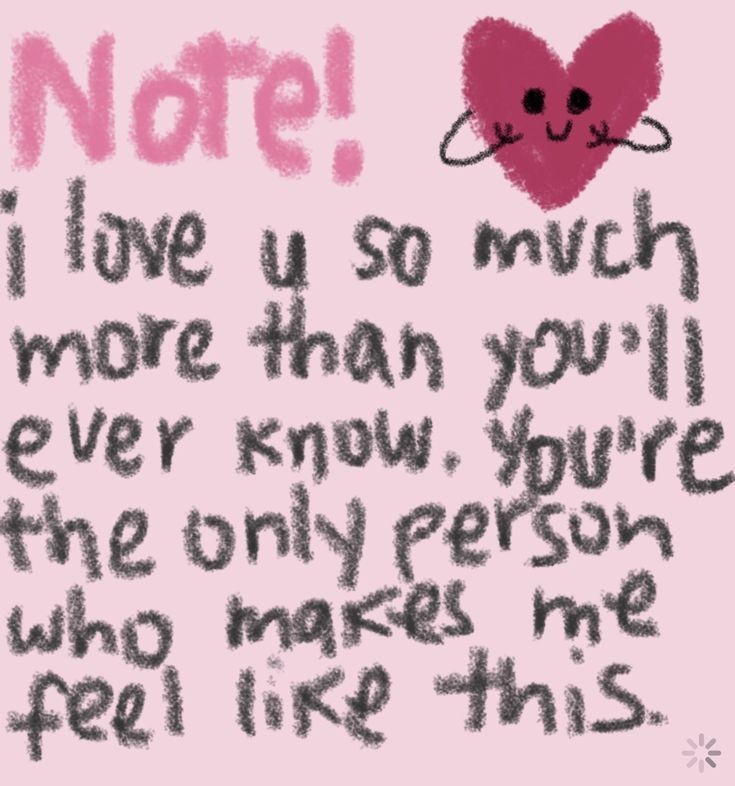 Note!
i love u so much
more than you'll
ever know. you're
the only person
who makes me
feel like this.